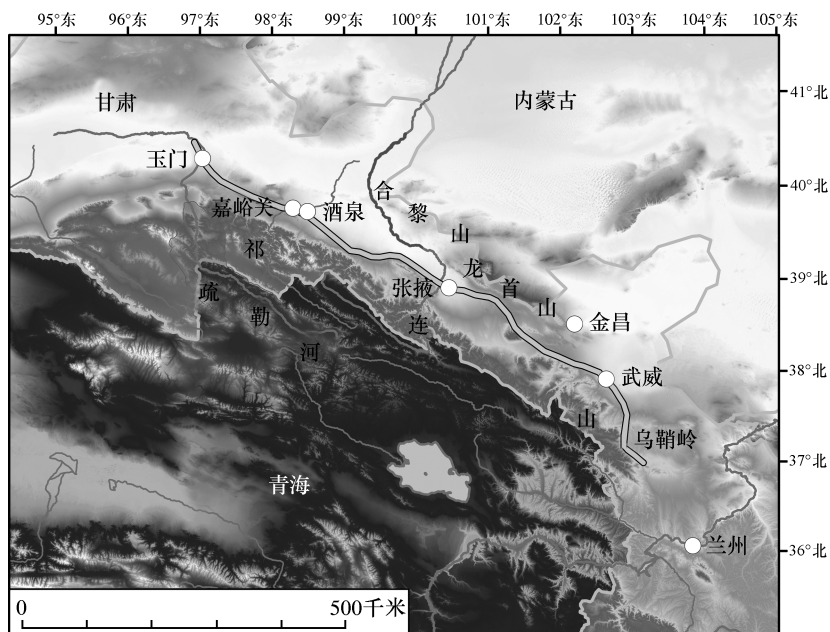 95°东 96°东 97°东 98°东 99°东 100°东 101°东 102°东 103°东 104°东 105°东
甘肃
内蒙古
41°北
玉门
40°北
合黎山
嘉峪关
酒泉
祁连山
龙首山
39°北
张掖
疏勒河
金昌
38°北
武威
乌鞘岭
37°北
青海
36°北
兰州
0 500千米